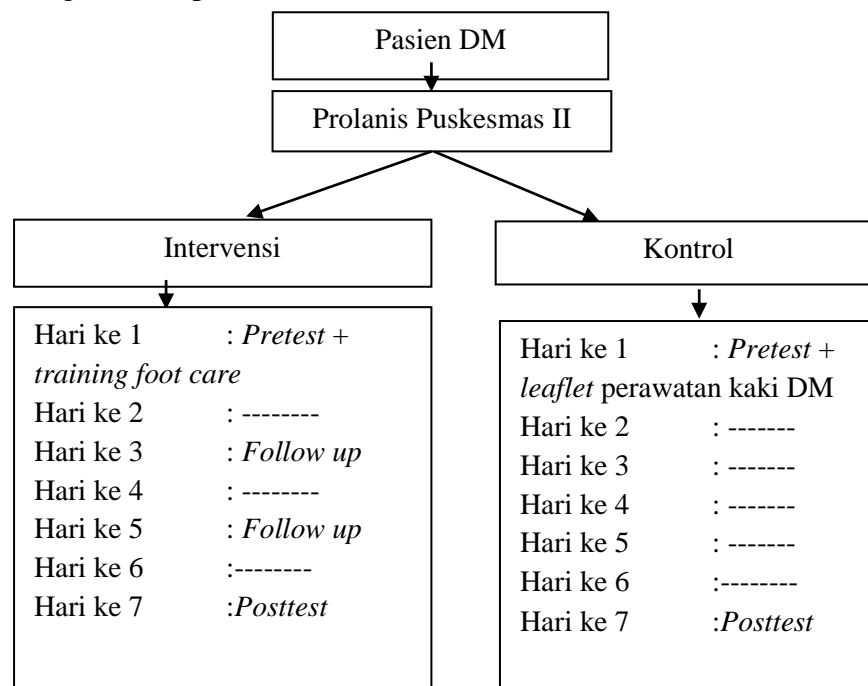 Pasien DM
Prolanis Puskesmas II
Intervensi
Hari ke 1 : Pretest +
training foot care
Hari ke 2 : --------
Hari ke 3 : Follow up
Hari ke 4 : --------
Hari ke 5 : Follow up
Hari ke 6 :--------
Hari ke 7 :Posttest
Kontrol
Hari ke 1 : Pretest +
leaflet perawatan kaki DM
Hari ke 2 : -------
Hari ke 3 : -------
Hari ke 4 : -------
Hari ke 5 : -------
Hari ke 6 :--------
Hari ke 7 :Posttest